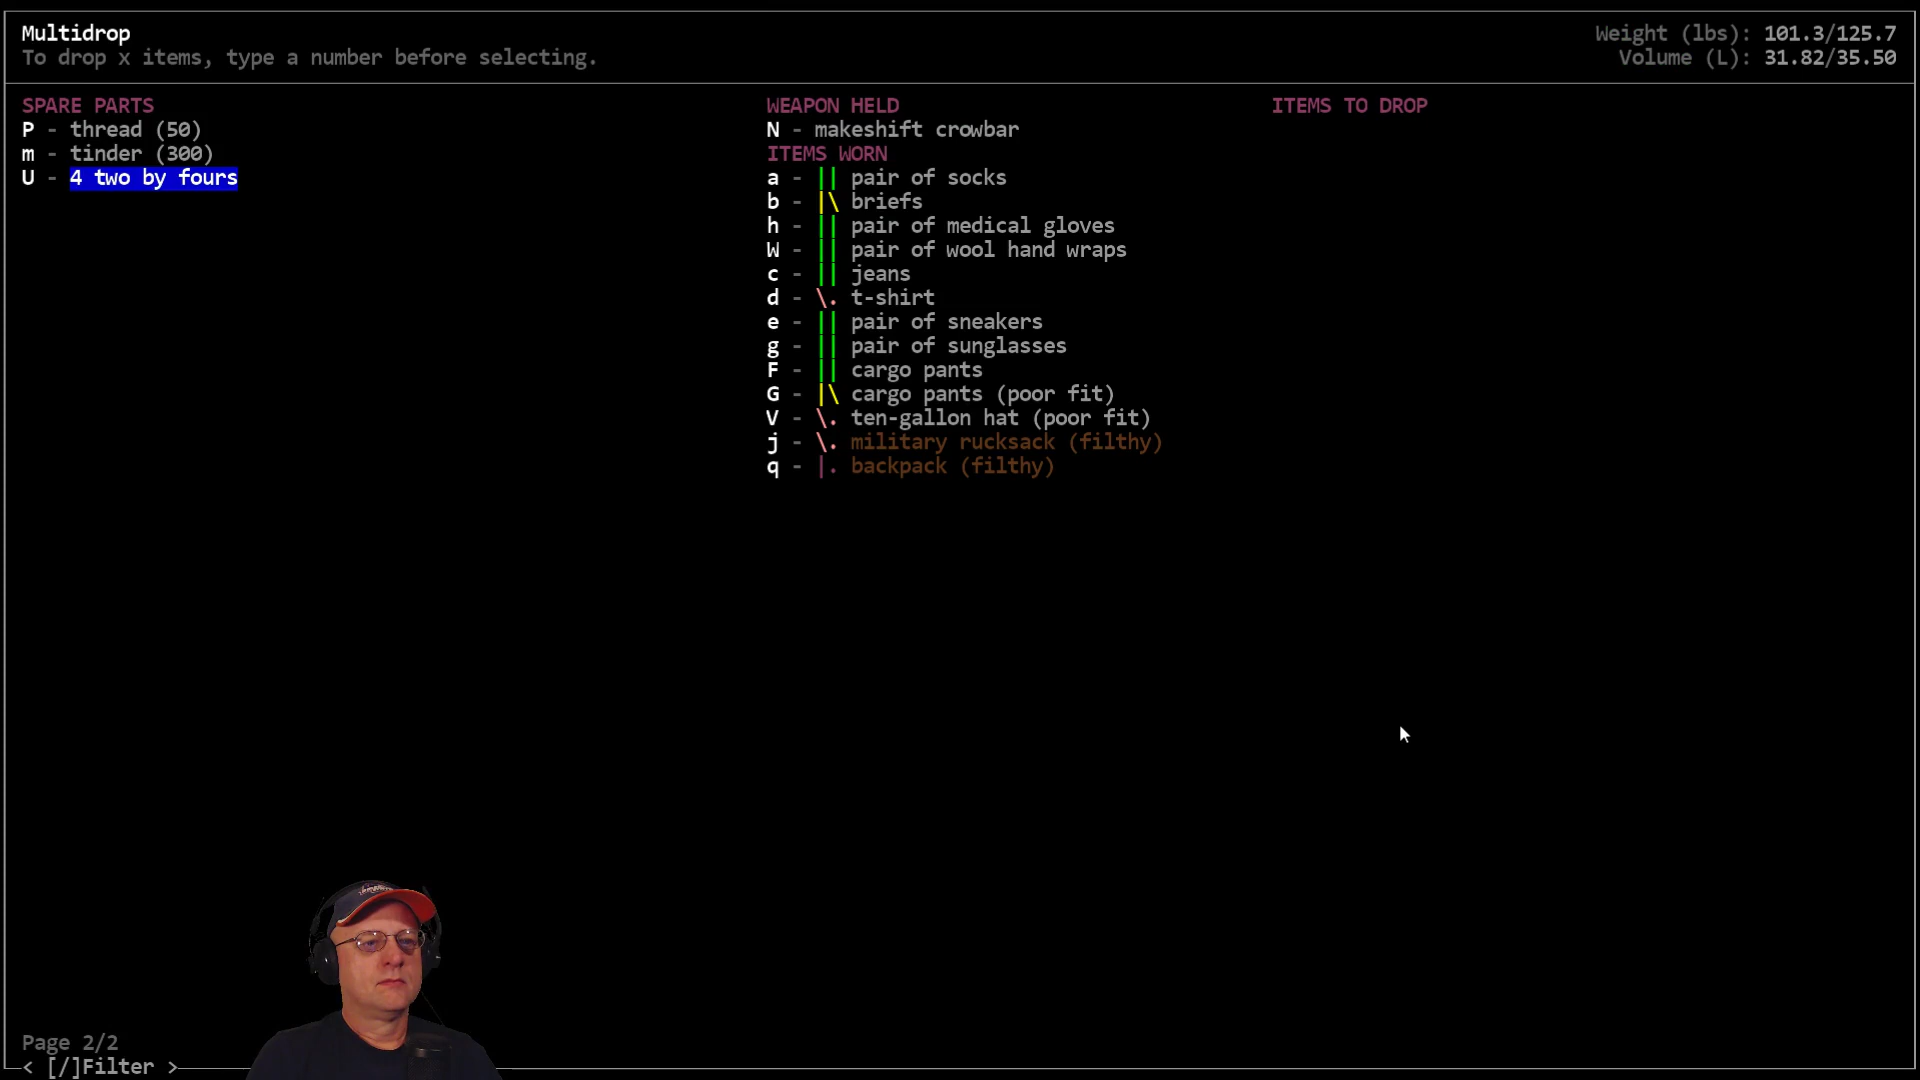 Multidrop
To drop x items, type a number before selecting.
Weight (lbs): 101.3/125.7
Volume (L): 31.82/35.50
SPARE PARTS
P - thread (50)
m - tinder (300)
U - 4 two by fours
WEAPON HELD
N - makeshift crowbar
ITEMS WORN
a - || pair of socks
b - |\ briefs
h - || pair of medical gloves
W - || pair of wool hand wraps
c - || jeans
d - \. t-shirt
e - || pair of sneakers
g - || pair of sunglasses
F - || cargo pants
G - |\ cargo pants (poor fit)
V - \. ten-gallon hat (poor fit)
j - \. military rucksack (filthy)
q - |. backpack (filthy)
ITEMS TO DROP
Page 2/2
< [/]Filter >